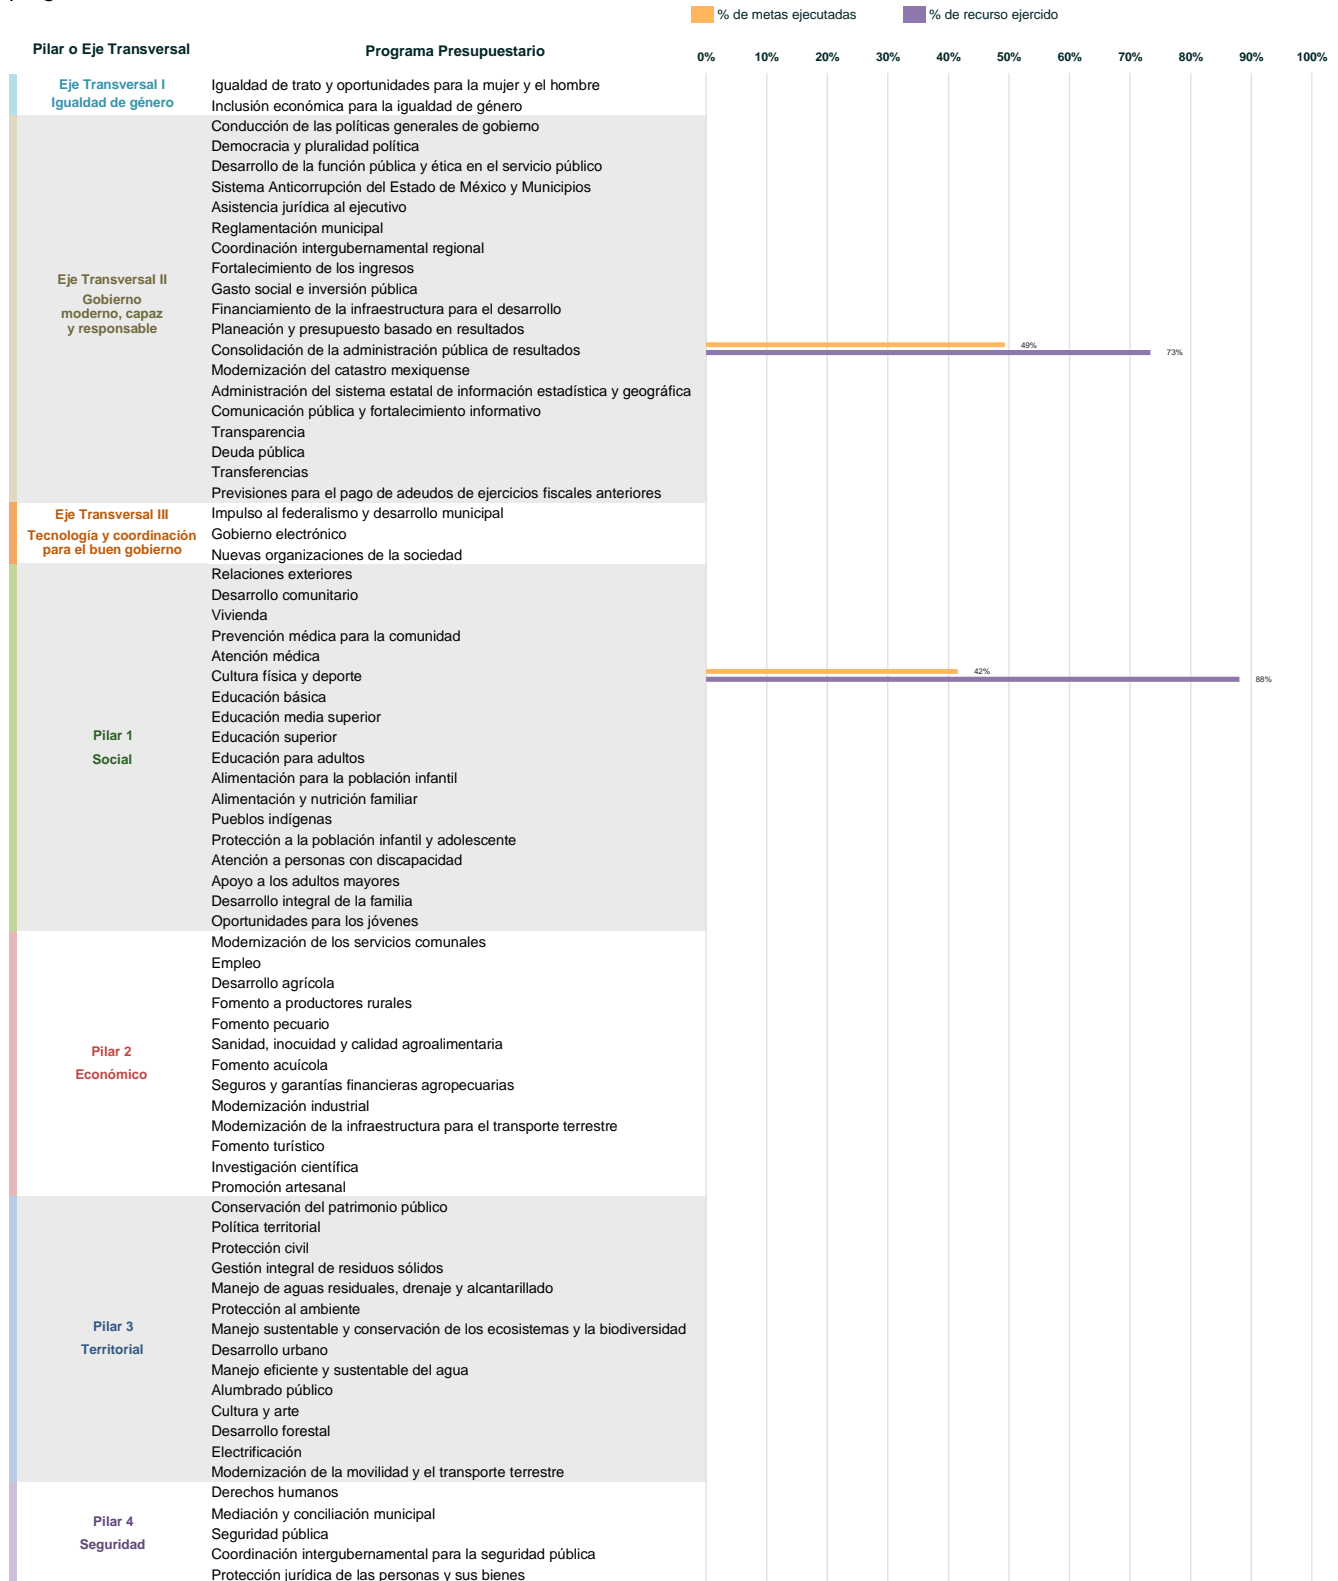 % de metas ejecutadas % de recurso ejercido
Pilar o Eje Transversal Programa Presupuestario 0% 10% 20% 30% 40% 50% 60% 70% 80% 90% 100%
Eje Transversal I
Igualdad de género
Igualdad de trato y oportunidades para la mujer y el hombre
Inclusión económica para la igualdad de género
Eje Transversal II
Gobierno
moderno, capaz
y responsable
Conducción de las políticas generales de gobierno
Democracia y pluralidad política
Desarrollo de la función pública y ética en el servicio público
Sistema Anticorrupción del Estado de México y Municipios
Asistencia jurídica al ejecutivo
Reglamentación municipal
Coordinación intergubernamental regional
Fortalecimiento de los ingresos
Gasto social e inversión pública
Financiamiento de la infraestructura para el desarrollo
Planeación y presupuesto basado en resultados
Consolidación de la administración pública de resultados
49%
73%
Modernización del catastro mexiquense
Administración del sistema estatal de información estadística y geográfica
Comunicación pública y fortalecimiento informativo
Transparencia
Deuda pública
Transferencias
Previsiones para el pago de adeudos de ejercicios fiscales anteriores
Eje Transversal III
Tecnología y coordinación
para el buen gobierno
Impulso al federalismo y desarrollo municipal
Gobierno electrónico
Nuevas organizaciones de la sociedad
Pilar 1
Social
Relaciones exteriores
Desarrollo comunitario
Vivienda
Prevención médica para la comunidad
Atención médica
Cultura física y deporte
42%
88%
Educación básica
Educación media superior
Educación superior
Educación para adultos
Alimentación para la población infantil
Alimentación y nutrición familiar
Pueblos indígenas
Protección a la población infantil y adolescente
Atención a personas con discapacidad
Apoyo a los adultos mayores
Desarrollo integral de la familia
Oportunidades para los jóvenes
Pilar 2
Económico
Modernización de los servicios comunales
Empleo
Desarrollo agrícola
Fomento a productores rurales
Fomento pecuario
Sanidad, inocuidad y calidad agroalimentaria
Fomento acuícola
Seguros y garantías financieras agropecuarias
Modernización industrial
Modernización de la infraestructura para el transporte terrestre
Fomento turístico
Investigación científica
Promoción artesanal
Pilar 3
Territorial
Conservación del patrimonio público
Política territorial
Protección civil
Gestión integral de residuos sólidos
Manejo de aguas residuales, drenaje y alcantarillado
Protección al ambiente
Manejo sustentable y conservación de los ecosistemas y la biodiversidad
Desarrollo urbano
Manejo eficiente y sustentable del agua
Alumbrado público
Cultura y arte
Desarrollo forestal
Electrificación
Modernización de la movilidad y el transporte terrestre
Pilar 4
Seguridad
Derechos humanos
Mediación y conciliación municipal
Seguridad pública
Coordinación intergubernamental para la seguridad pública
Protección jurídica de las personas y sus bienes